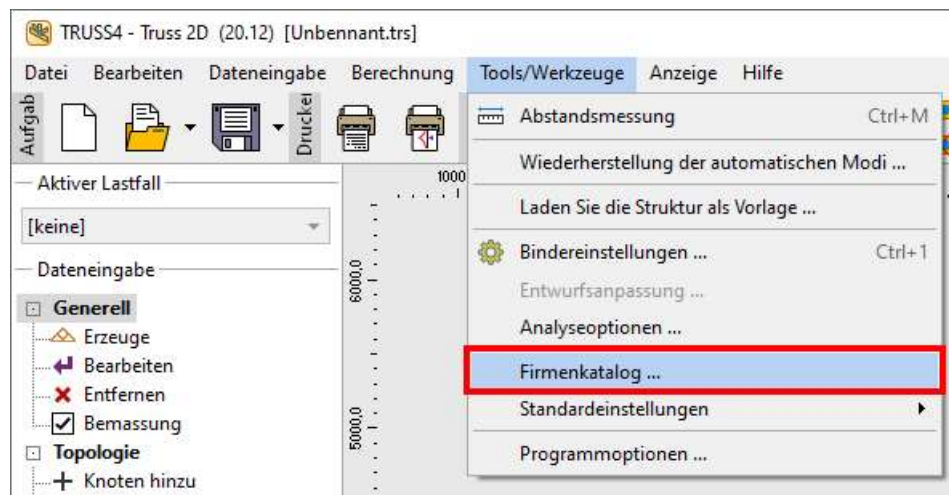 TRUSS4 - Truss 2D (20.12) [Unbennant.trs]
Datei Bearbeiten Dateneingabe Berechnung Tools/Werkzeuge Anzeige Hilfe
Aufgab
Drucker
Abstandsmessung Ctrl+M
Wiederherstellung der automatischen Modi ...
Laden Sie die Struktur als Vorlage ...
Bindereinstellungen ... Ctrl+1
Entwurfsanpassung ...
Analyseoptionen ...
Firmenkatalog ...
Standardeinstellungen
Programmoptionen ...
Aktiver Lastfall
[keine]
Dateneingabe
Generell
Erzeuge
Bearbeiten
Entfernen
Bemassung
Topologie
Knoten hinzu
1000
6000,0
5000,0